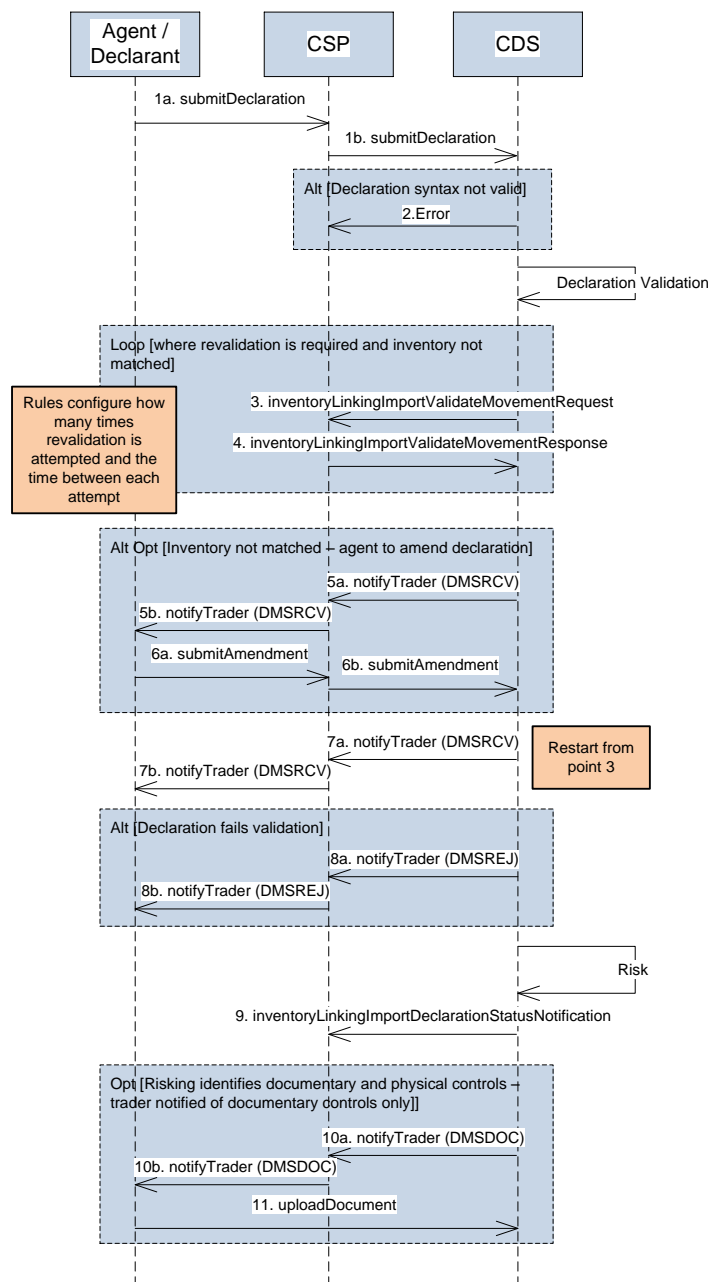 Agent /
Declarant
CSP
CDS
1a. submitDeclaration
1b. submitDeclaration
Alt [Declaration syntax not valid]
2.Error
Declaration Validation
Loop [where revalidation is required and inventory not
matched]
Rules configure how
many times
revalidation is
attempted and the
time between each
attempt
3. inventoryLinkingImportValidateMovementRequest
4. inventoryLinkingImportValidateMovementResponse
Alt Opt [Inventory not matched – agent to amend declaration]
5a. notifyTrader (DMSRCV)
5b. notifyTrader (DMSRCV)
6a. submitAmendment
6b. submitAmendment
7a. notifyTrader (DMSRCV)
Restart from
point 3
7b. notifyTrader (DMSRCV)
Alt [Declaration fails validation]
8a. notifyTrader (DMSREJ)
8b. notifyTrader (DMSREJ)
Risk
9. inventoryLinkingImportDeclarationStatusNotification
Opt [Risking identifies documentary and physical controls –
trader notified of documentary controls only]]
10a. notifyTrader (DMSDOC)
10b. notifyTrader (DMSDOC)
11. uploadDocument